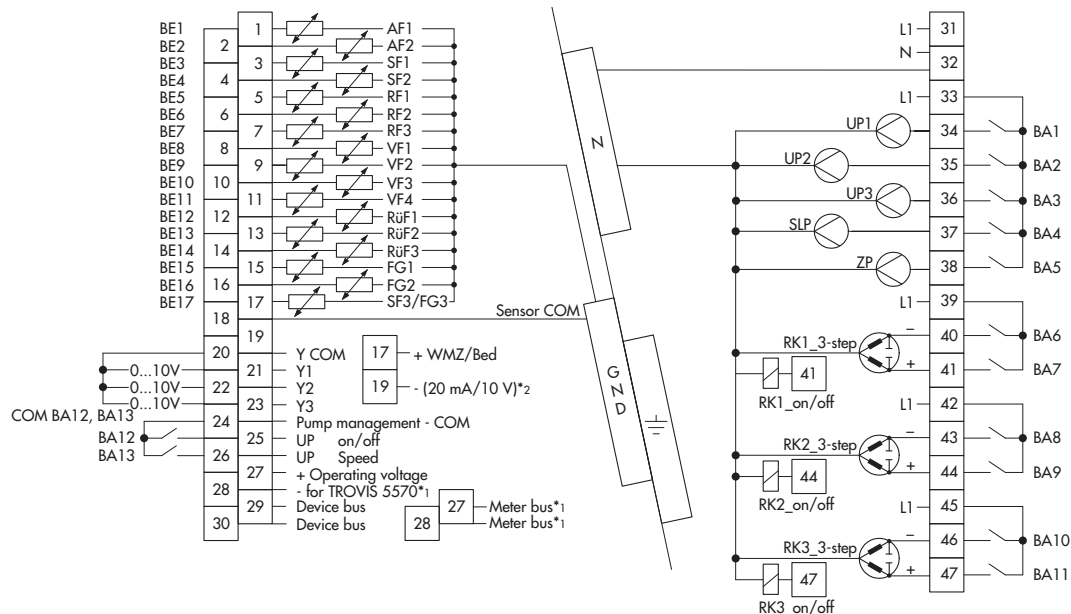 BE1 1 AF1
BE2 2 AF2
BE3 3 SF1
BE4 4 SF2
BE5 5 RF1
BE6 6 RF2
BE7 7 RF3
BE8 8 VF1
BE9 9 VF2
BE10 10 VF3
BE11 11 VF4
BE12 12 RüF1
BE13 13 RüF2
BE14 14 RüF3
BE15 15 FG1
BE16 16 FG2
BE17 17 SF3/FG3
18 Sensor COM
19
20 Y COM
0...10V 21 Y1
0...10V 22 Y2
0...10V 23 Y3
COM BA12, BA13 24 Pump management - COM
BA12 25 UP on/off
BA13 26 UP Speed
27 + Operating voltage
28 - for TROVIS 5570*1
29 Device bus
30 Device bus
17 + WMZ/Bed
19 - (20 mA/10 V)*2
27 Meter bus*1
28 Meter bus*1
N
GND
L1 31
N 32
L1 33
UP1 34 BA1
UP2 35 BA2
UP3 36 BA3
SLP 37 BA4
ZP 38 BA5
L1 39
RK1_3-step − 40 BA6
+ 41 BA7
41
RK1_on/off
L1 42
RK2_3-step − 43 BA8
+ 44 BA9
44
RK2_on/off
L1 45
RK3_3-step − 46 BA10
+ 47 BA11
47
RK3_on/off